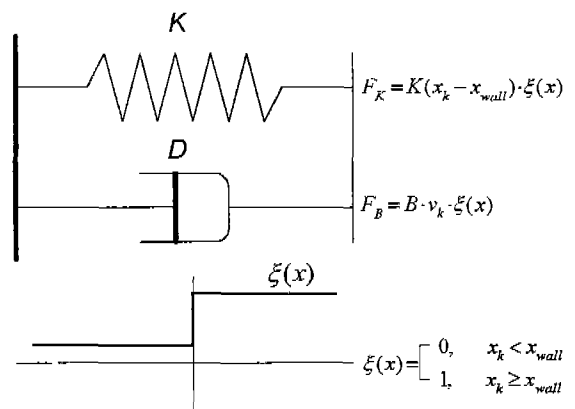 K
F_K = K(x_k − x_wall)·ξ(x)
D
F_B = B·v_k·ξ(x)
ξ(x)
ξ(x) = [ 0, x_k < x_wall
1, x_k ≥ x_wall